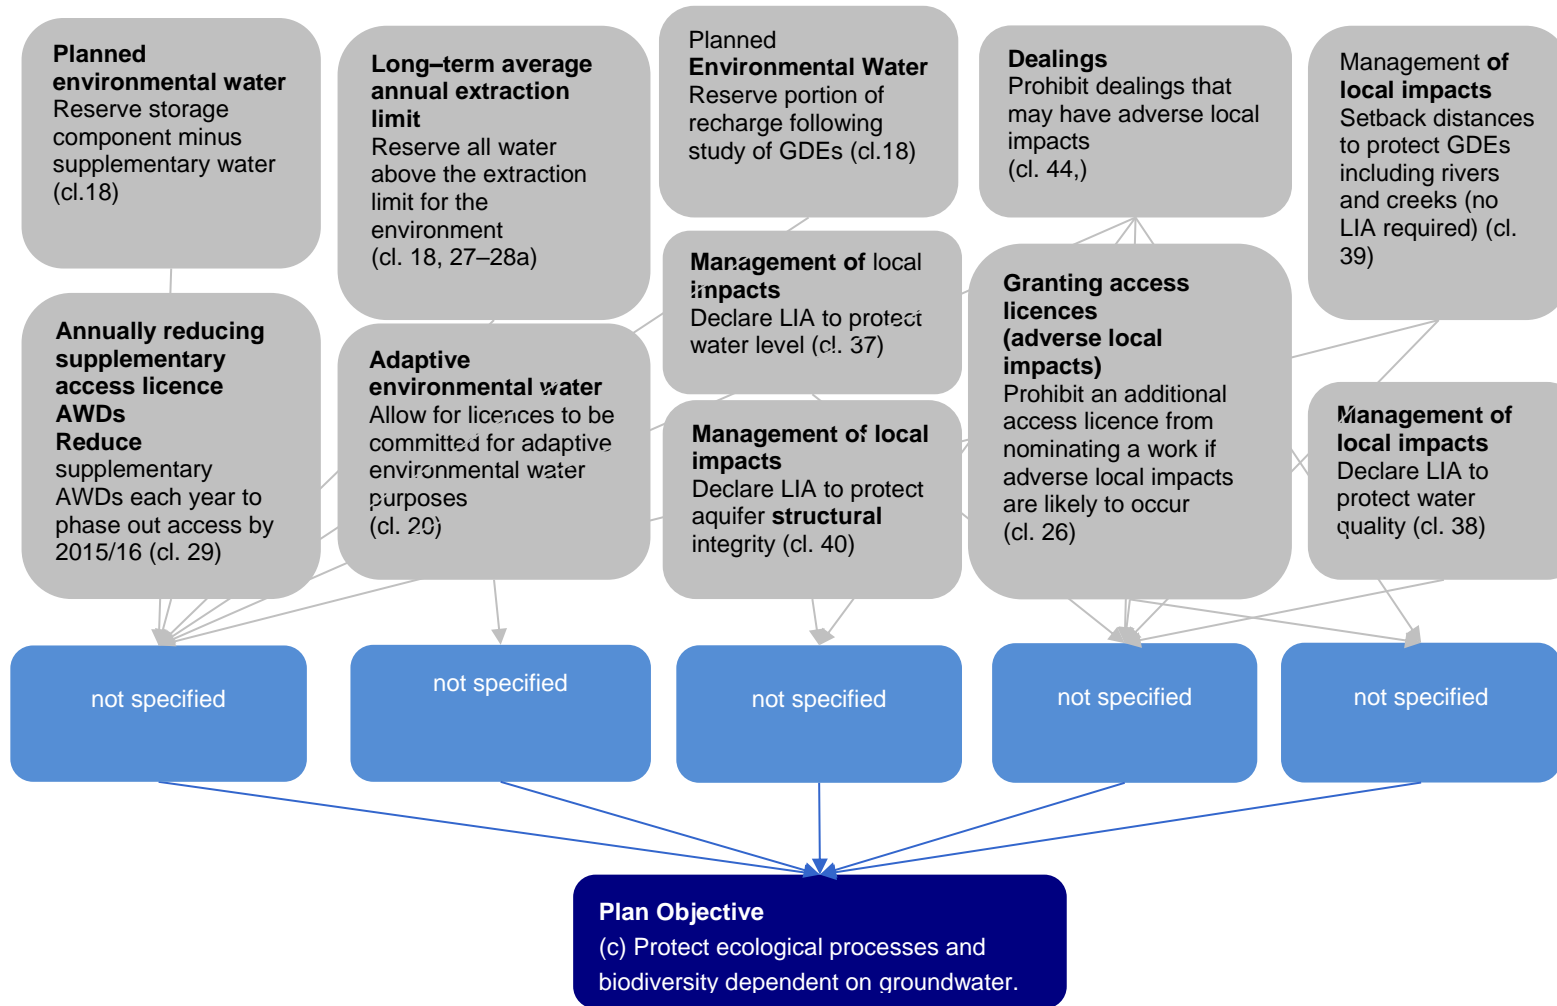 Planned
environmental water
Reserve storage
component minus
supplementary water
(cl.18)
Long–term average
annual extraction
limit
Reserve all water
above the extraction
limit for the
environment
(cl. 18, 27–28a)
Planned
Environmental Water
Reserve portion of
recharge following
study of GDEs (cl.18)
Dealings
Prohibit dealings that
may have adverse local
impacts
(cl. 44,)
Management of
local impacts
Setback distances
to protect GDEs
including rivers
and creeks (no
LIA required) (cl.
39)
Annually reducing
supplementary
access licence
AWDs
Reduce
supplementary
AWDs each year to
phase out access by
2015/16 (cl. 29)
Adaptive
environmental water
Allow for licences to be
committed for adaptive
environmental water
purposes
(cl. 20)
Management of local
impacts
Declare LIA to protect
water level (cl. 37)
Management of local
impacts
Declare LIA to protect
aquifer structural
integrity (cl. 40)
Granting access
licences
(adverse local
impacts)
Prohibit an additional
access licence from
nominating a work if
adverse local impacts
are likely to occur
(cl. 26)
Management of
local impacts
Declare LIA to
protect water
quality (cl. 38)
not specified
not specified
not specified
not specified
not specified
Plan Objective
(c) Protect ecological processes and
biodiversity dependent on groundwater.